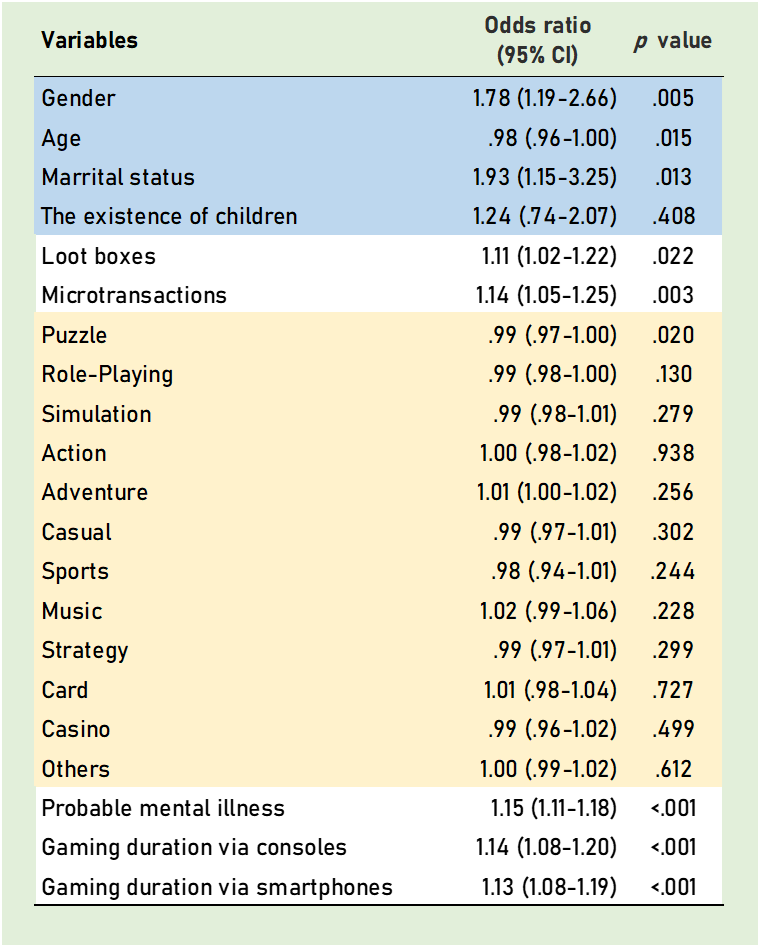 Variables Odds ratio (95% CI) p value
Gender 1.78 (1.19-2.66) .005
Age .98 (.96-1.00) .015
Marrital status 1.93 (1.15-3.25) .013
The existence of children 1.24 (.74-2.07) .408
Loot boxes 1.11 (1.02-1.22) .022
Microtransactions 1.14 (1.05-1.25) .003
Puzzle .99 (.97-1.00) .020
Role-Playing .99 (.98-1.00) .130
Simulation .99 (.98-1.01) .279
Action 1.00 (.98-1.02) .938
Adventure 1.01 (1.00-1.02) .256
Casual .99 (.97-1.01) .302
Sports .98 (.94-1.01) .244
Music 1.02 (.99-1.06) .228
Strategy .99 (.97-1.01) .299
Card 1.01 (.98-1.04) .727
Casino .99 (.96-1.02) .499
Others 1.00 (.99-1.02) .612
Probable mental illness 1.15 (1.11-1.18) <.001
Gaming duration via consoles 1.14 (1.08-1.20) <.001
Gaming duration via smartphones 1.13 (1.08-1.19) <.001